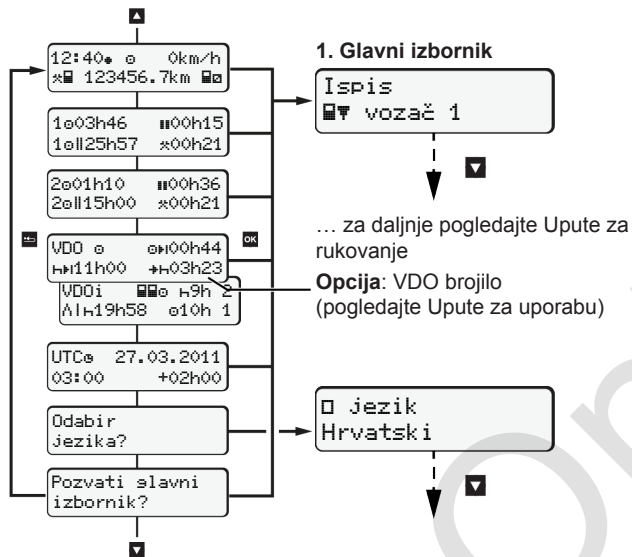 12:40● ⊙ 0km/h
123456.7km
1⊙03h46 00h15
1⊙||25h57 00h21
2⊙01h10 00h36
2⊙||15h00 00h21
VDO ⊙ ⊙00h44
11h00 03h23
VDOi ⊙ 9h 2
19h58 ⊙10h 1
UTC 27.03.2011
03:00 +02h00
Odabir
jezika?
Pozvati glavni
izbornik?
OK
1. Glavni izbornik
Ispis
vozač 1
… za daljnje pogledajte Upute za
rukovanje
Opcija: VDO brojilo
(pogledajte Upute za uporabu)
jezik
Hrvatski